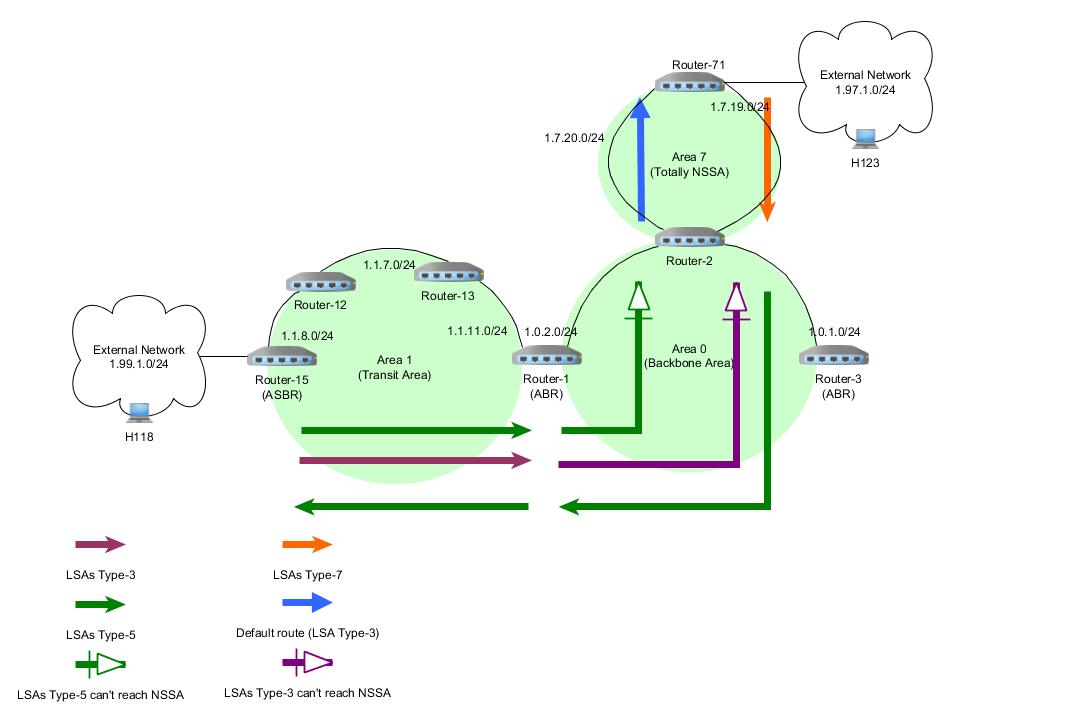 Router-71
External Network
1.97.1.0/24
1.7.19.0/24
1.7.20.0/24
Area 7
(Totally NSSA)
H123
Router-2
1.1.7.0/24
Router-12
Router-13
1.1.8.0/24
1.1.11.0/24
1.0.2.0/24
1.0.1.0/24
External Network
1.99.1.0/24
Area 1
(Transit Area)
Area 0
(Backbone Area)
Router-15
(ASBR)
Router-1
(ABR)
Router-3
(ABR)
H118
LSAs Type-3
LSAs Type-7
LSAs Type-5
Default route (LSA Type-3)
LSAs Type-5 can't reach NSSA
LSAs Type-3 can't reach NSSA